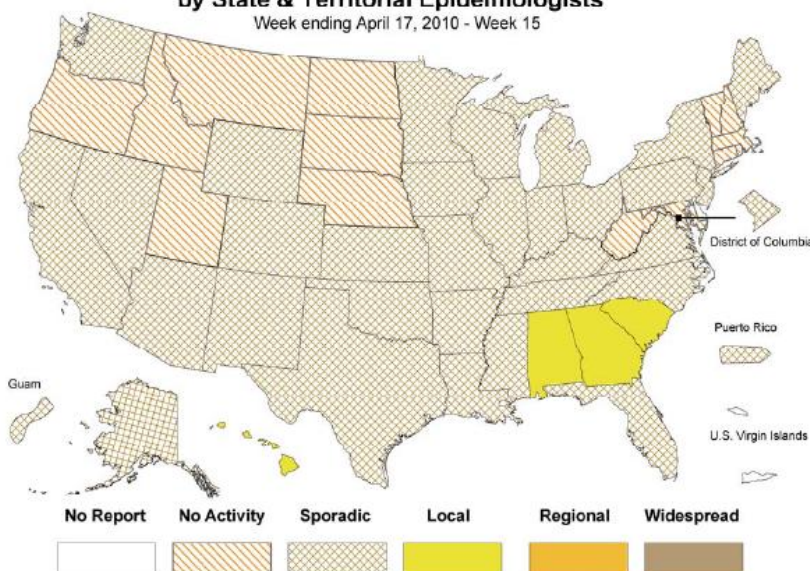 by State & Territorial Epidemiologists
Week ending April 17, 2010 - Week 15
District of Columbia
Puerto Rico
Guam
U.S. Virgin Islands
No Report No Activity Sporadic Local Regional Widespread